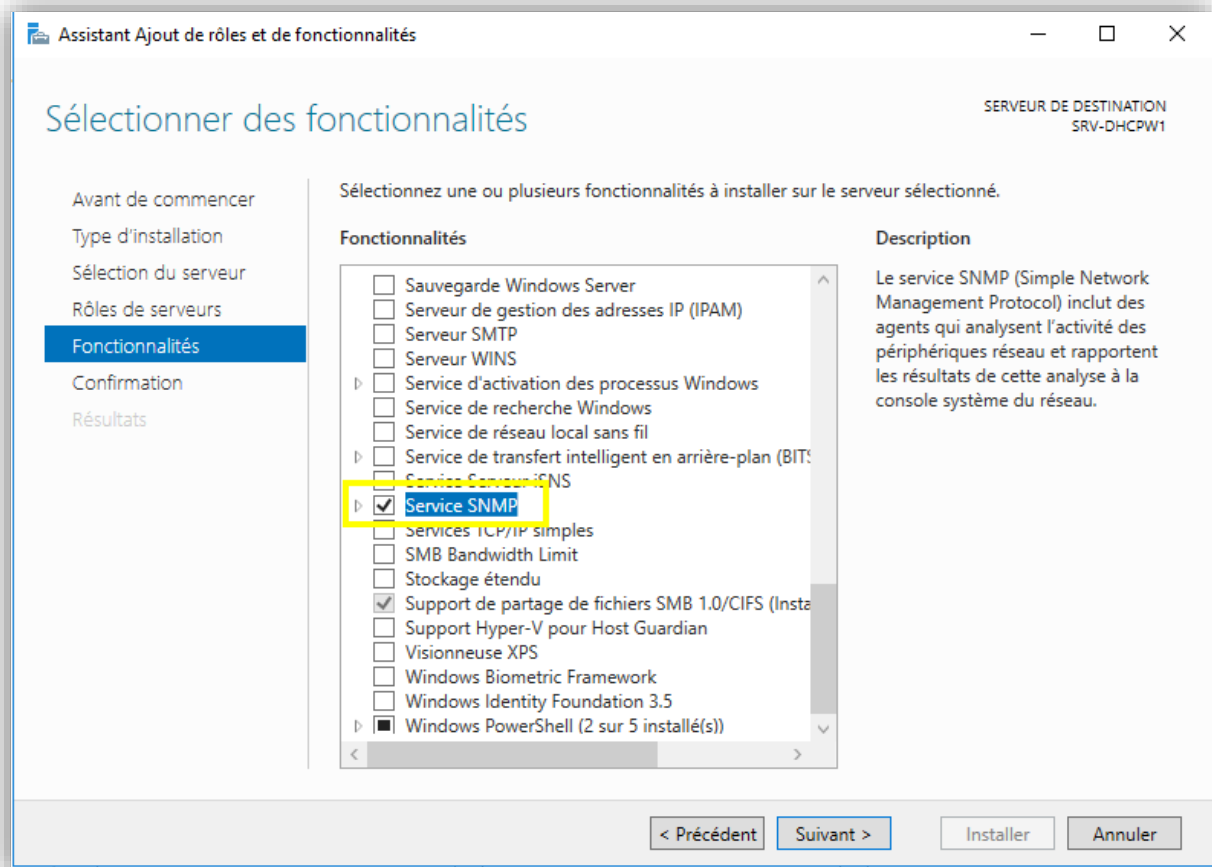 Assistant Ajout de rôles et de fonctionnalités
Sélectionner des fonctionnalités
SERVEUR DE DESTINATION
SRV-DHCPW1
Avant de commencer
Type d'installation
Sélection du serveur
Rôles de serveurs
Fonctionnalités
Confirmation
Résultats
Sélectionnez une ou plusieurs fonctionnalités à installer sur le serveur sélectionné.
Fonctionnalités
Sauvegarde Windows Server
Serveur de gestion des adresses IP (IPAM)
Serveur SMTP
Serveur WINS
Service d'activation des processus Windows
Service de recherche Windows
Service de réseau local sans fil
Service de transfert intelligent en arrière-plan (BITS
Service Serveur iSNS
Service SNMP
Services TCP/IP simples
SMB Bandwidth Limit
Stockage étendu
Support de partage de fichiers SMB 1.0/CIFS (Insta
Support Hyper-V pour Host Guardian
Visionneuse XPS
Windows Biometric Framework
Windows Identity Foundation 3.5
Windows PowerShell (2 sur 5 installé(s))
Description
Le service SNMP (Simple Network
Management Protocol) inclut des
agents qui analysent l'activité des
périphériques réseau et rapportent
les résultats de cette analyse à la
console système du réseau.
< Précédent
Suivant >
Installer
Annuler